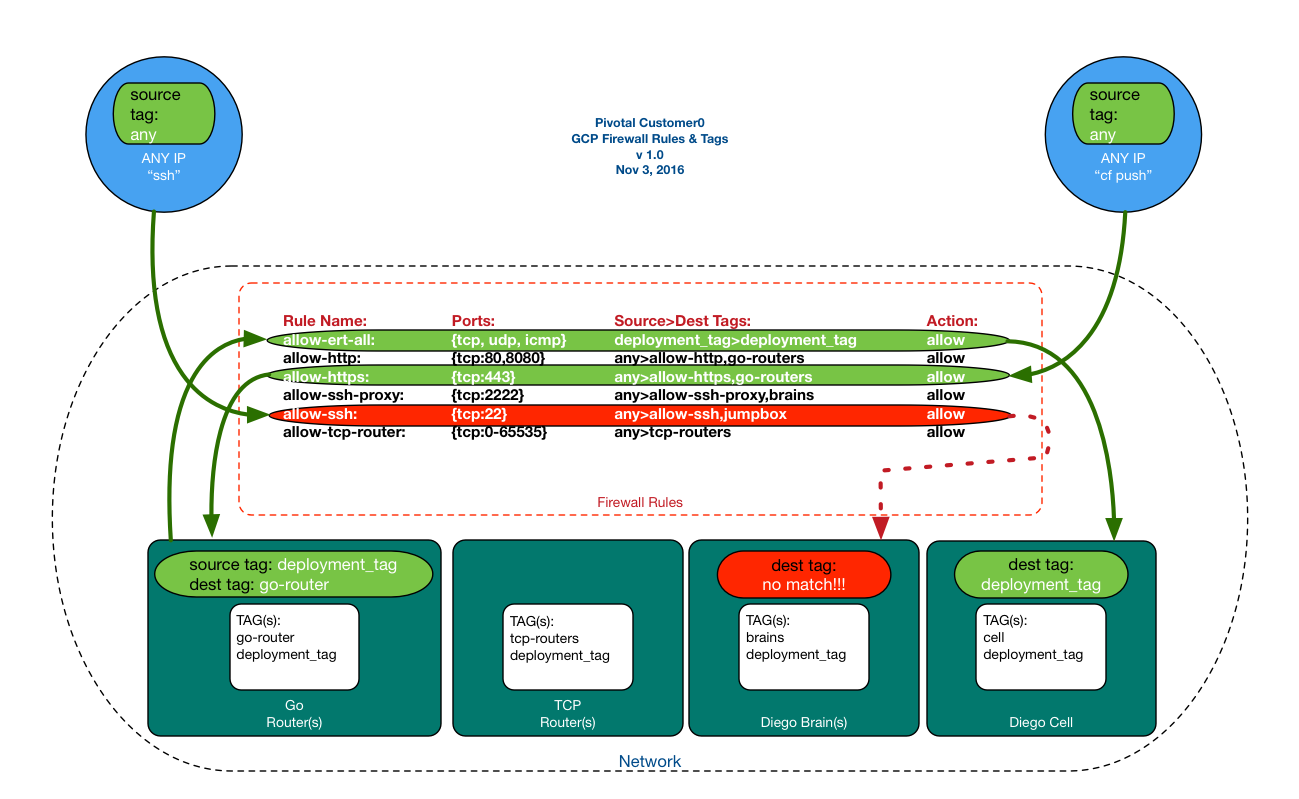 source
tag:
any
ANY IP
“ssh”
Pivotal Customer0
GCP Firewall Rules & Tags
v 1.0
Nov 3, 2016
source
tag:
any
ANY IP
“cf push”
Rule Name: Ports: Source>Dest Tags: Action:
allow-ert-all: {tcp, udp, icmp} deployment_tag>deployment_tag allow
allow-http: {tcp:80,8080} any>allow-http,go-routers allow
allow-https: {tcp:443} any>allow-https,go-routers allow
allow-ssh-proxy: {tcp:2222} any>allow-ssh-proxy,brains allow
allow-ssh: {tcp:22} any>allow-ssh,jumpbox allow
allow-tcp-router: {tcp:0-65535} any>tcp-routers allow
Firewall Rules
source tag: deployment_tag
dest tag: go-router
TAG(s):
go-router
deployment_tag
Go
Router(s)
TAG(s):
tcp-routers
deployment_tag
TCP
Router(s)
dest tag:
no match!!!
TAG(s):
brains
deployment_tag
Diego Brain(s)
dest tag:
deployment_tag
TAG(s):
cell
deployment_tag
Diego Cell
Network